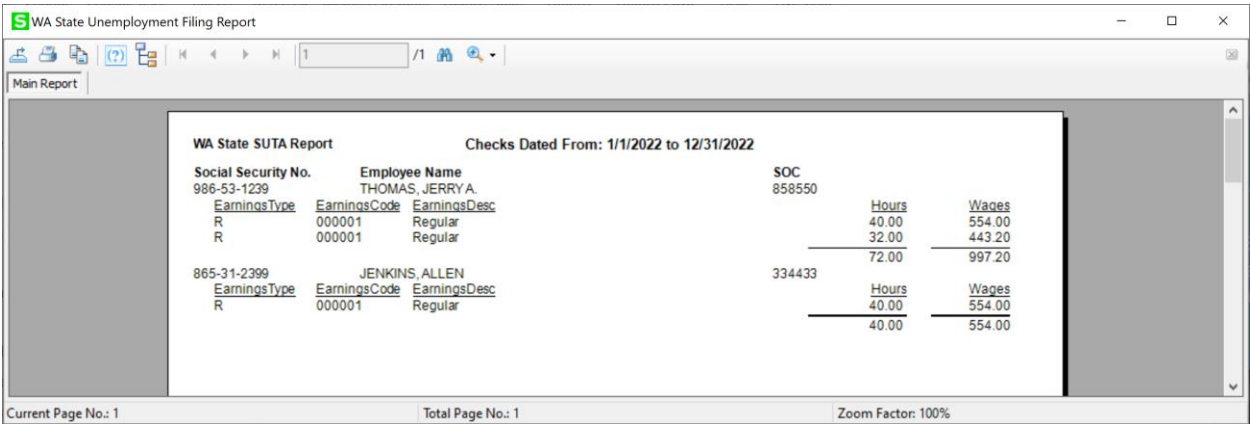 S WA State Unemployment Filing Report
(?) 1 /1
Main Report
WA State SUTA Report Checks Dated From: 1/1/2022 to 12/31/2022
Social Security No. Employee Name SOC
986-53-1239 THOMAS, JERRY A. 858550
EarningsType EarningsCode EarningsDesc Hours Wages
R 000001 Regular 40.00 554.00
R 000001 Regular 32.00 443.20
72.00 997.20
865-31-2399 JENKINS, ALLEN 334433
EarningsType EarningsCode EarningsDesc Hours Wages
R 000001 Regular 40.00 554.00
40.00 554.00
Current Page No.: 1 Total Page No.: 1 Zoom Factor: 100%